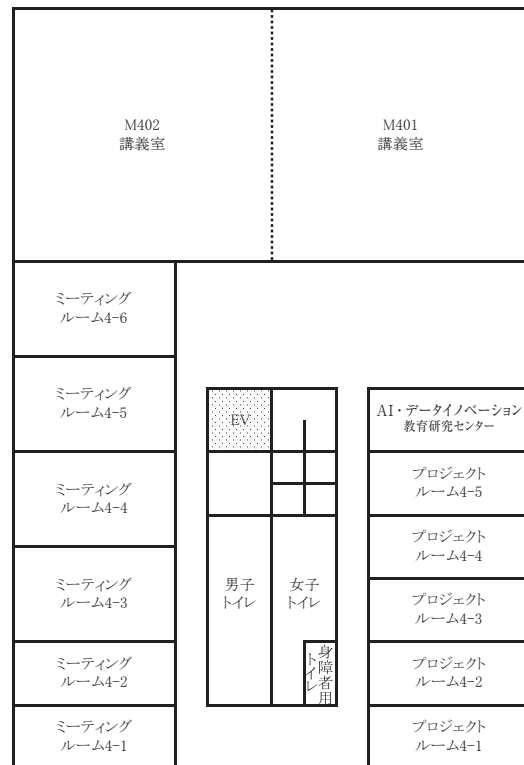 M402
講義室
M401
講義室
ミーティング
ルーム4-6
ミーティング
ルーム4-5
EV
AI・データイノベーション
教育研究センター
ミーティング
ルーム4-4
プロジェクト
ルーム4-5
プロジェクト
ルーム4-4
ミーティング
ルーム4-3
男子
トイレ
女子
トイレ
プロジェクト
ルーム4-3
ミーティング
ルーム4-2
身障者用
トイレ
プロジェクト
ルーム4-2
ミーティング
ルーム4-1
プロジェクト
ルーム4-1